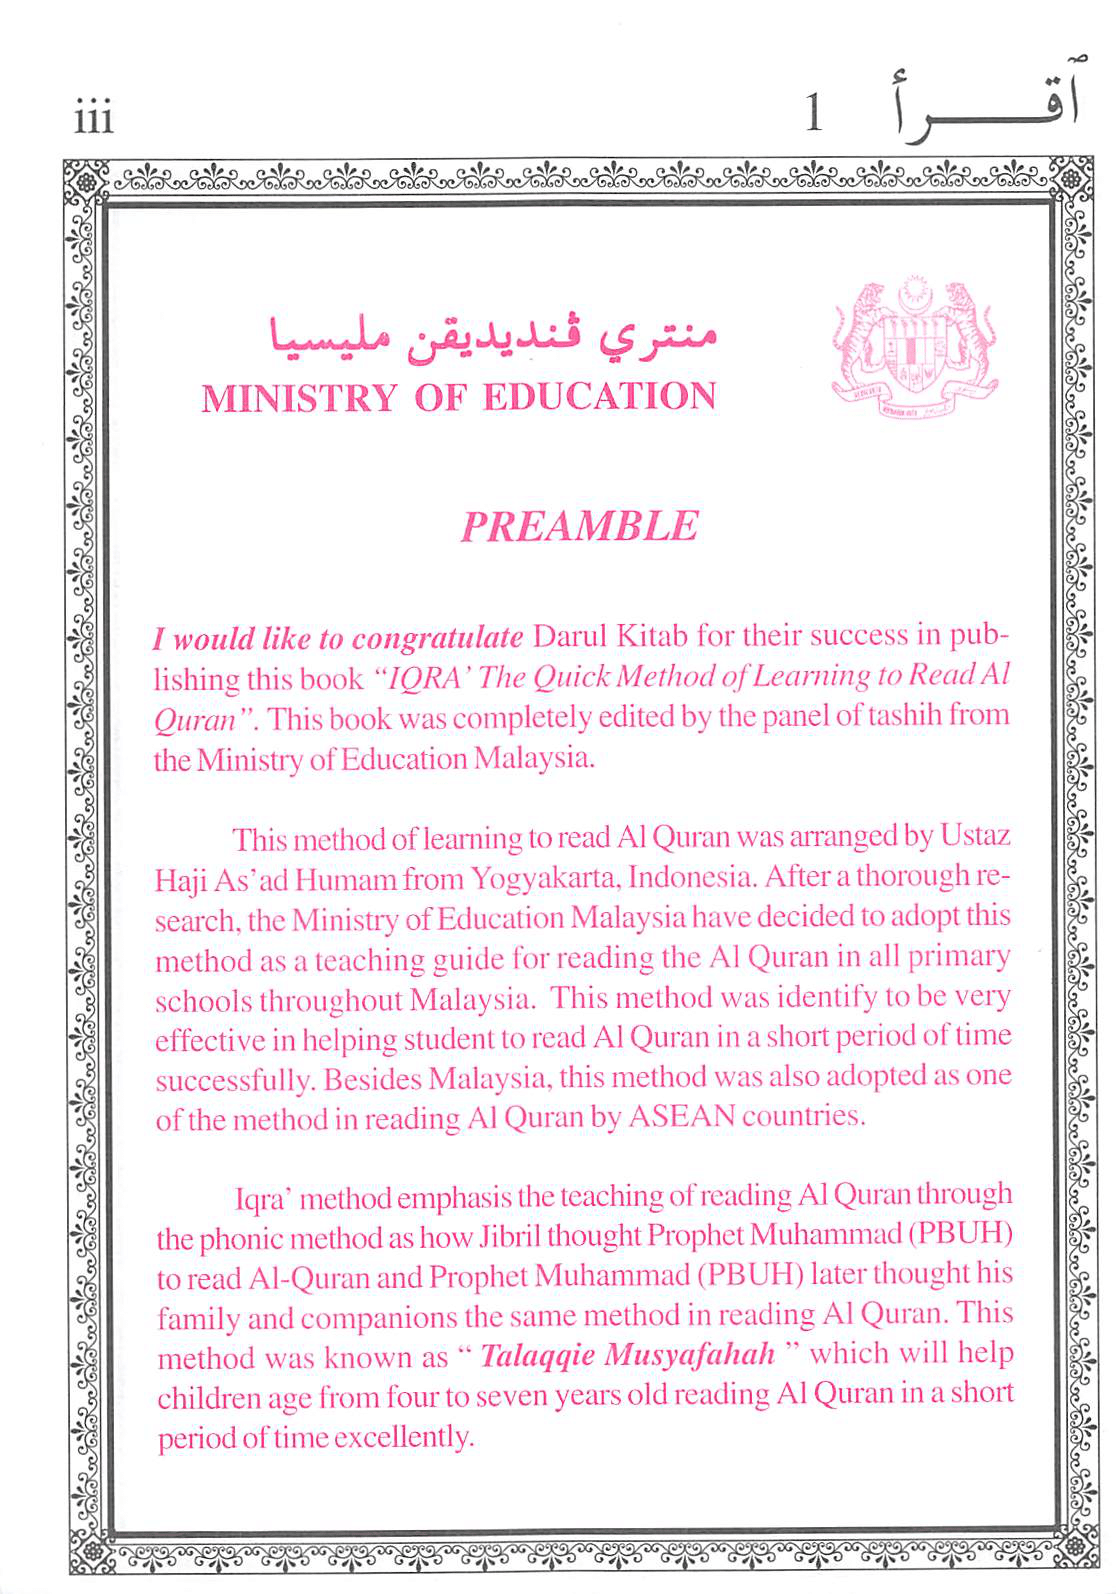 iii
1 ٱقــرأ
منتري ڤنديديقن مليسيا
MINISTRY OF EDUCATION
PREAMBLE
I would like to congratulate Darul Kitab for their success in pub-
lishing this book “IQRA’ The Quick Method of Learning to Read Al
Quran”. This book was completely edited by the panel of tashih from
the Ministry of Education Malaysia.
This method of learning to read Al Quran was arranged by Ustaz
Haji As’ad Humam from Yogyakarta, Indonesia. After a thorough re-
search, the Ministry of Education Malaysia have decided to adopt this
method as a teaching guide for reading the Al Quran in all primary
schools throughout Malaysia. This method was identify to be very
effective in helping student to read Al Quran in a short period of time
successfully. Besides Malaysia, this method was also adopted as one
of the method in reading Al Quran by ASEAN countries.
Iqra’ method emphasis the teaching of reading Al Quran through
the phonic method as how Jibril thought Prophet Muhammad (PBUH)
to read Al-Quran and Prophet Muhammad (PBUH) later thought his
family and companions the same method in reading Al Quran. This
method was known as “ Talaqqie Musyafahah ” which will help
children age from four to seven years old reading Al Quran in a short
period of time excellently.